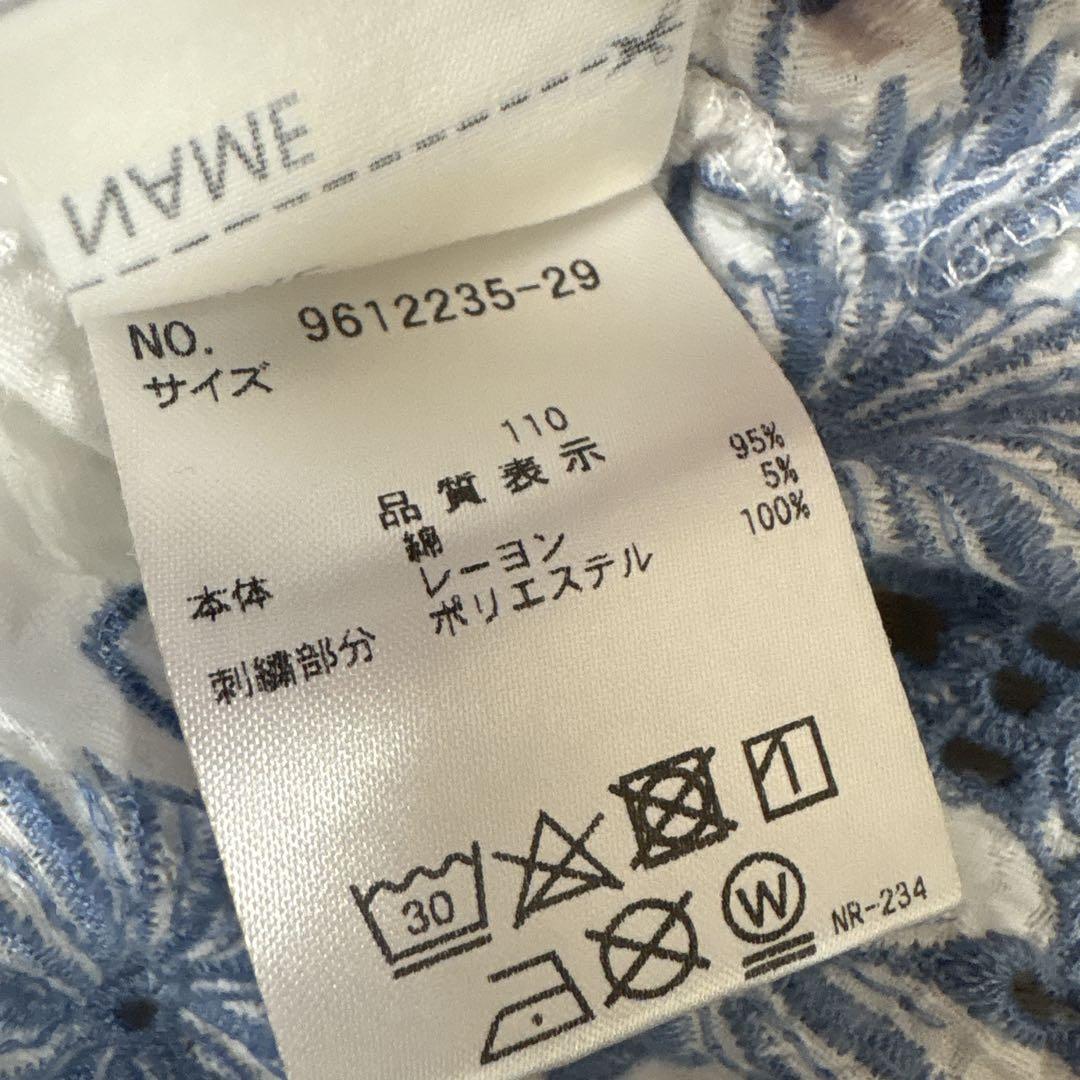 NAME
NO. 9612235-29
サイズ
110
品質表示
本体 綿 95%
レーヨン 5%
刺繍部分 ポリエステル 100%
30
W
NR-234